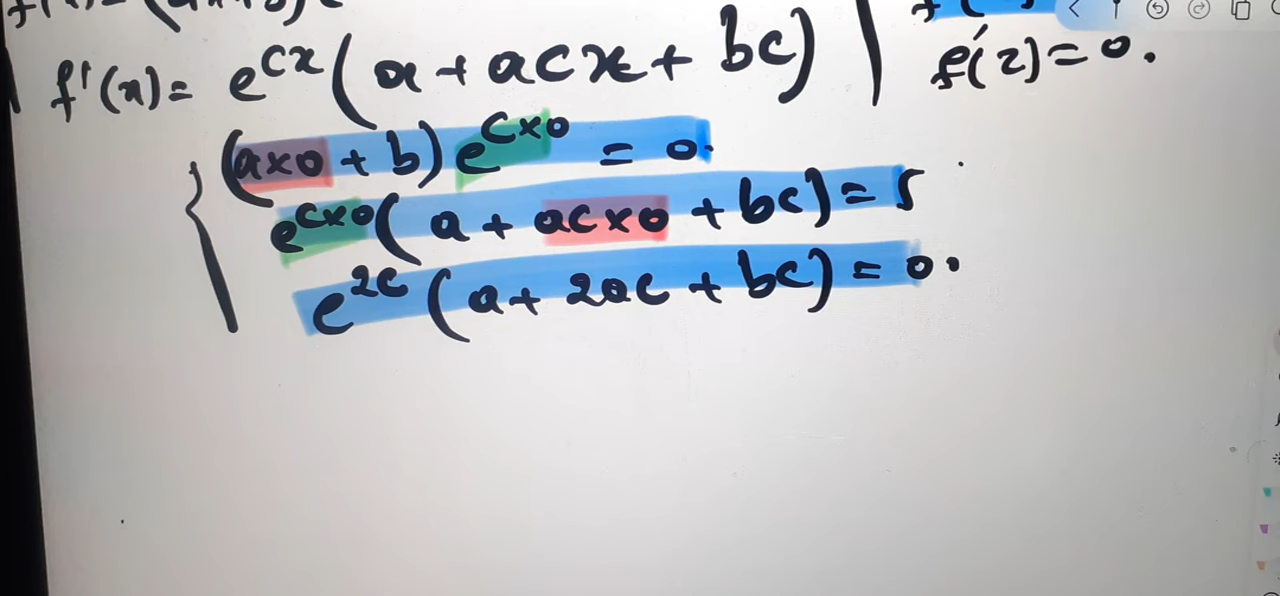 f'(x) = e^{cx} (a + acx + bc)
f'(2) = 0.
(a×0 + b) e^{c×0} = 0.
e^{c×0} (a + ac×0 + bc) = 5
e^{2c} (a + 2ac + bc) = 0.